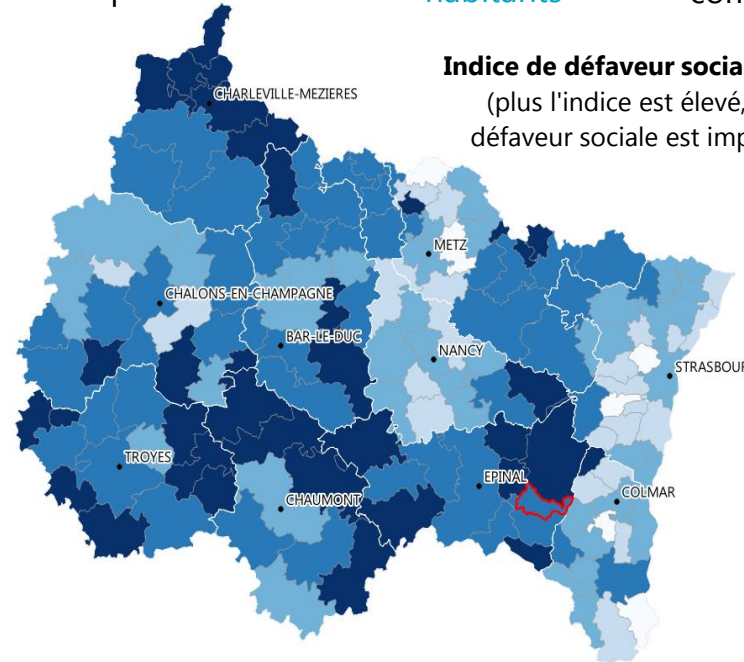 habitants
Indice de défaveur socia
(plus l'indice est élevé,
défaveur sociale est imp
CHARLEVILLE-MEZIERES
METZ
CHALONS-EN-CHAMPAGNE
BAR-LE-DUC
NANCY
STRASBOUR
TROYES
EPINAL
CHAUMONT
COLMAR